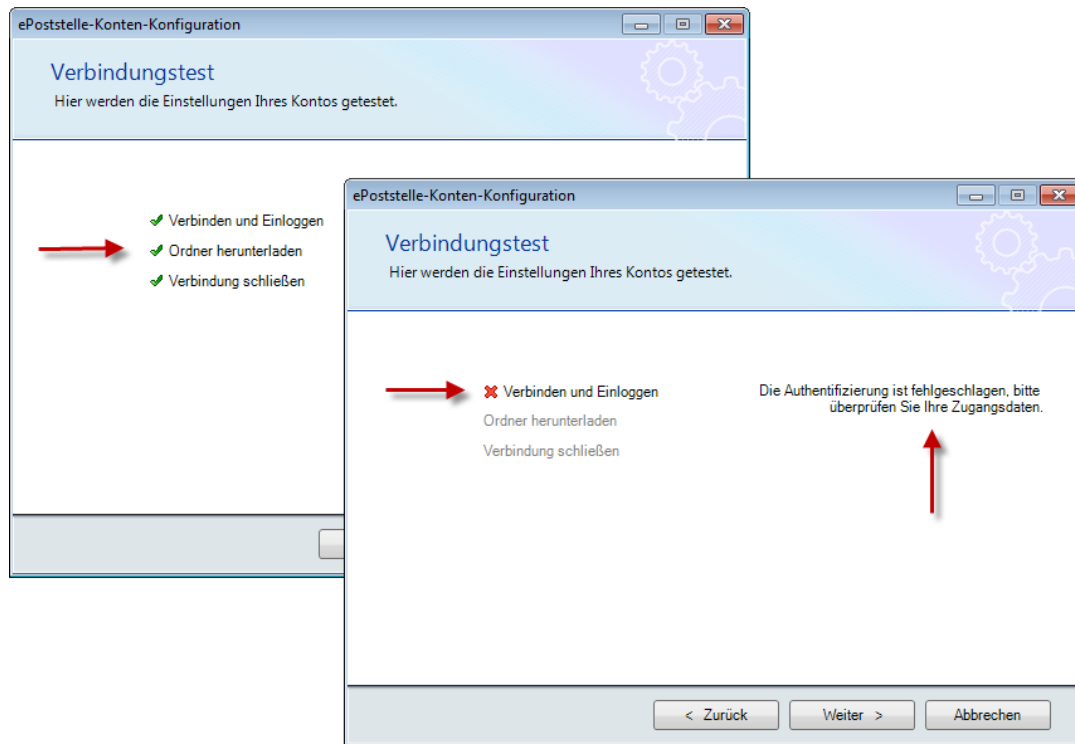 ePoststelle-Konten-Konfiguration
Verbindungstest
Hier werden die Einstellungen Ihres Kontos getestet.
Verbinden und Einloggen
Ordner herunterladen
Verbindung schließen
ePoststelle-Konten-Konfiguration
Verbindungstest
Hier werden die Einstellungen Ihres Kontos getestet.
Verbinden und Einloggen
Ordner herunterladen
Verbindung schließen
Die Authentifizierung ist fehlgeschlagen, bitte
überprüfen Sie Ihre Zugangsdaten.
< Zurück
Weiter >
Abbrechen